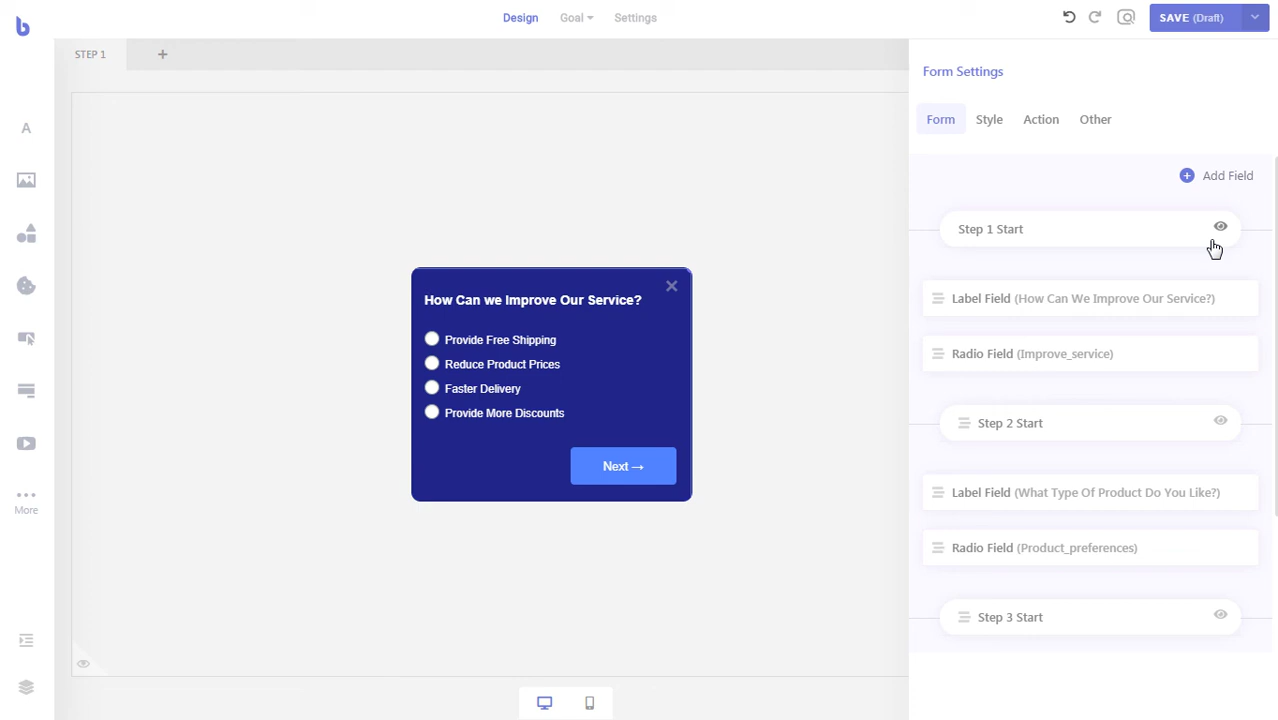 b
Design Goal Settings
SAVE (Draft)
STEP 1 +
A
More
How Can we Improve Our Service?
Provide Free Shipping
Reduce Product Prices
Faster Delivery
Provide More Discounts
Next →
Form Settings
Form Style Action Other
Add Field
Step 1 Start
Label Field (How Can We Improve Our Service?)
Radio Field (Improve_service)
Step 2 Start
Label Field (What Type Of Product Do You Like?)
Radio Field (Product_preferences)
Step 3 Start